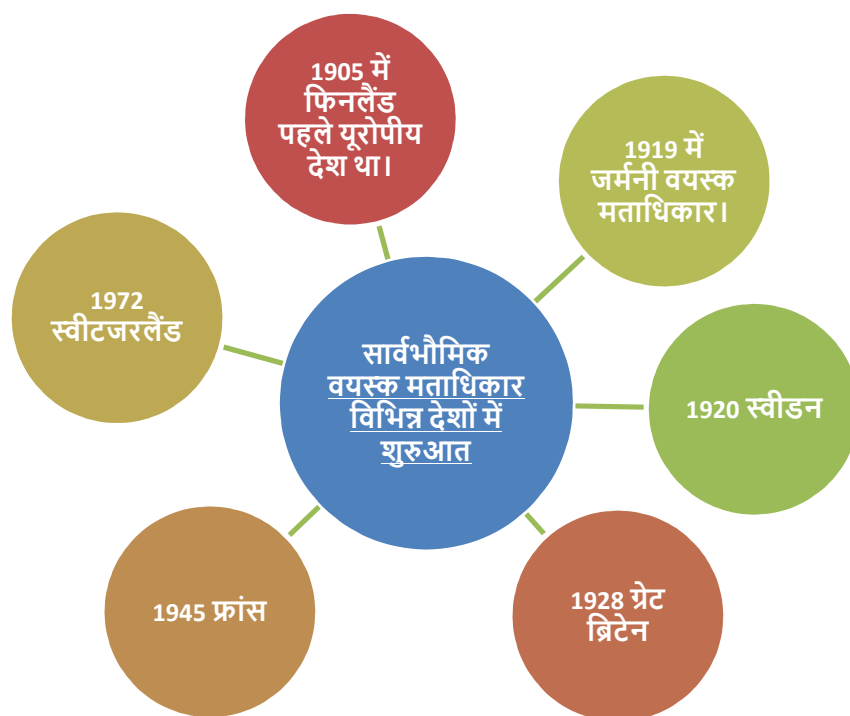 1905 में
फिनलैंड
पहले यूरोपीय
देश था।
1919 में
जर्मनी वयस्क
मताधिकार।
1972
स्वीटजरलैंड
सार्वभौमिक
वयस्क मताधिकार
विभिन्न देशों में
शुरुआत
1920 स्वीडन
1945 फ्रांस
1928 ग्रेट
ब्रिटेन